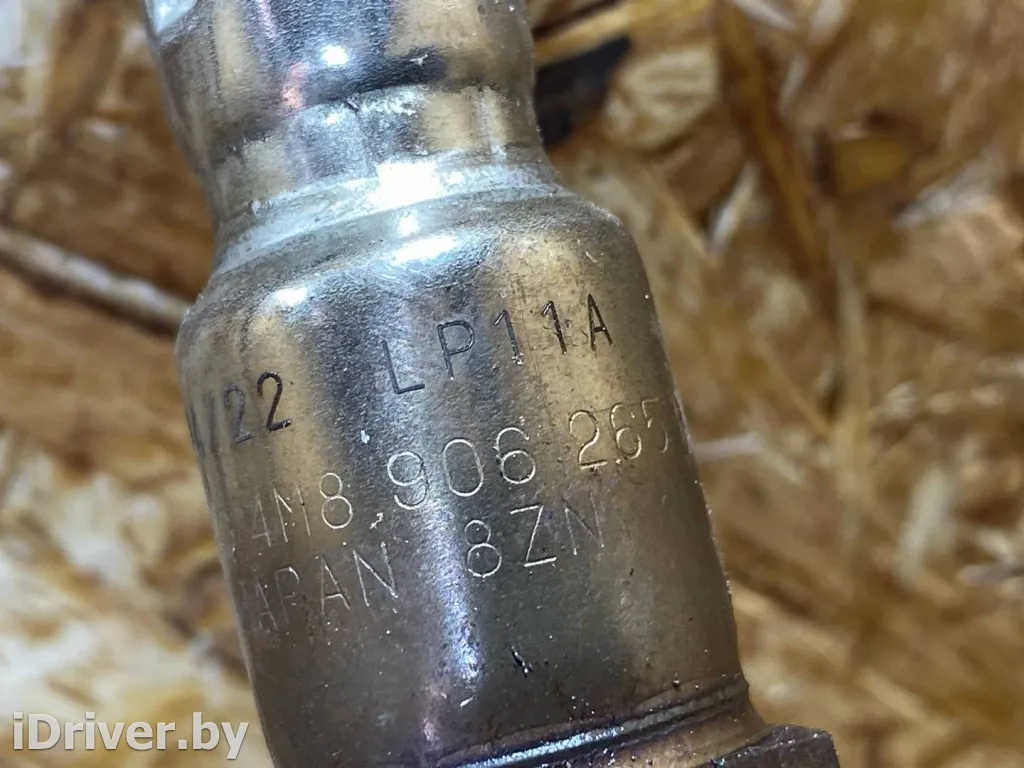 /22 LP11A
4M8.906 265
JAPAN 8ZN
iDriver.by